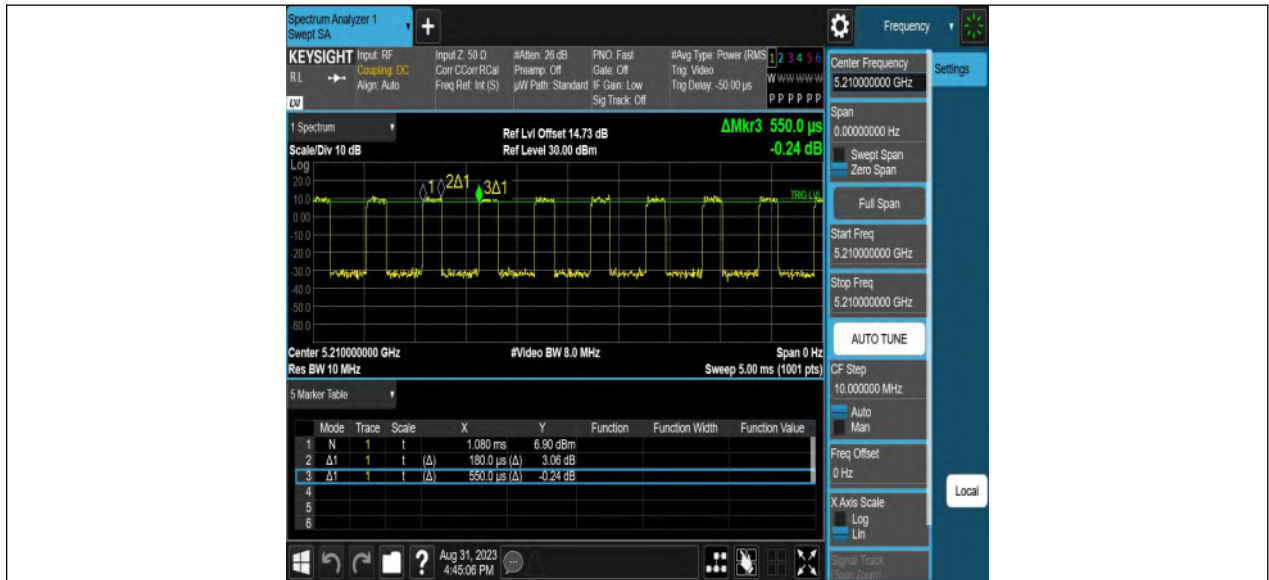 Spectrum Analyzer 1
Swept SA
+
Frequency
KEYSIGHT Input: RF Input Z: 50 Ω #Atten: 26 dB PNO: Fast #Avg Type: Power (RMS 1 2 3 4 5 6
RL Coupling: DC Corr CCorr RCal Preamp: Off Gate: Off Trig: Video W W W W W W
Align: Auto Freq Ref: Int (S) µW Path: Standard IF Gain: Low Trig Delay: -50.00 µs
LXI Sig Track: Off P P P P P P
1 Spectrum
Scale/Div 10 dB
Ref Lvl Offset 14.73 dB
Ref Level 30.00 dBm
ΔMkr3 550.0 µs
-0.24 dB
Log
20.0
10.0
0.00
-10.0
-20.0
-30.0
-40.0
-50.0
-60.0
1 2Δ1 3Δ1
TRIG LVL
Center 5.210000000 GHz #Video BW 8.0 MHz Span 0 Hz
Res BW 10 MHz Sweep 5.00 ms (1001 pts)
5 Marker Table
Mode Trace Scale X Y Function Function Width Function Value
1 N 1 t 1.080 ms 6.90 dBm
2 Δ1 1 t (Δ) 180.0 µs (Δ) 3.06 dB
3 Δ1 1 t (Δ) 550.0 µs (Δ) -0.24 dB
4
5
6
?
Aug 31, 2023
4:45:06 PM
Center Frequency
5.210000000 GHz
Settings
Span
0.00000000 Hz
Swept Span
Zero Span
Full Span
Start Freq
5.210000000 GHz
Stop Freq
5.210000000 GHz
AUTO TUNE
CF Step
10.000000 MHz
Auto
Man
Freq Offset
0 Hz
Local
X Axis Scale
Log
Lin
Signal Track
(Span Zoom)